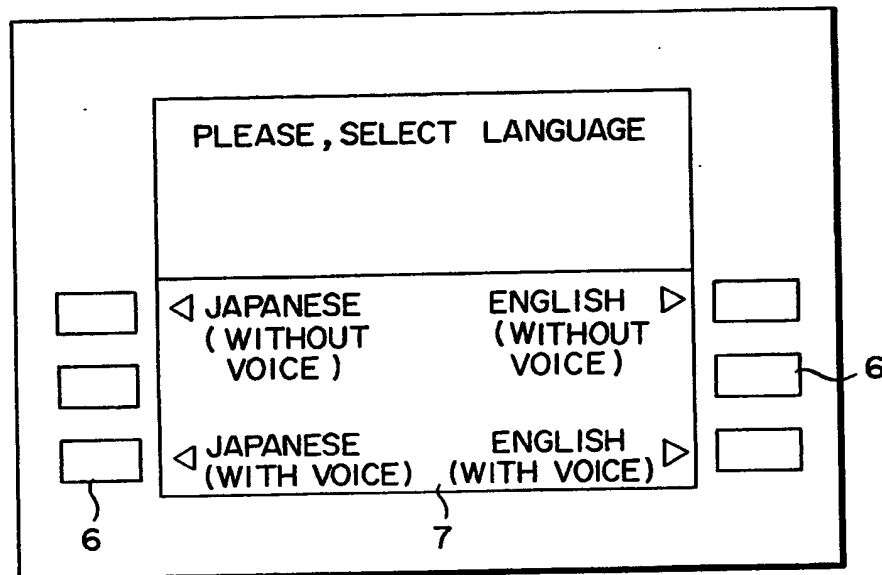 PLEASE, SELECT LANGUAGE
◁ JAPANESE
(WITHOUT
VOICE)
ENGLISH ▷
(WITHOUT
VOICE)
6
◁ JAPANESE
(WITH VOICE)
ENGLISH ▷
(WITH VOICE)
6
7